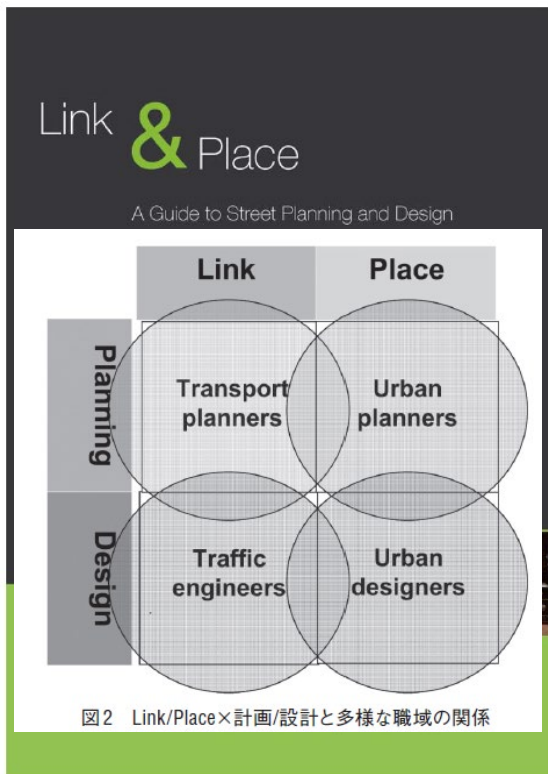 Link & Place
A Guide to Street Planning and Design
Link
Place
Planning
Transport
planners
Urban
planners
Design
Traffic
engineers
Urban
designers
図2 Link/Place×計画/設計と多様な職域の関係